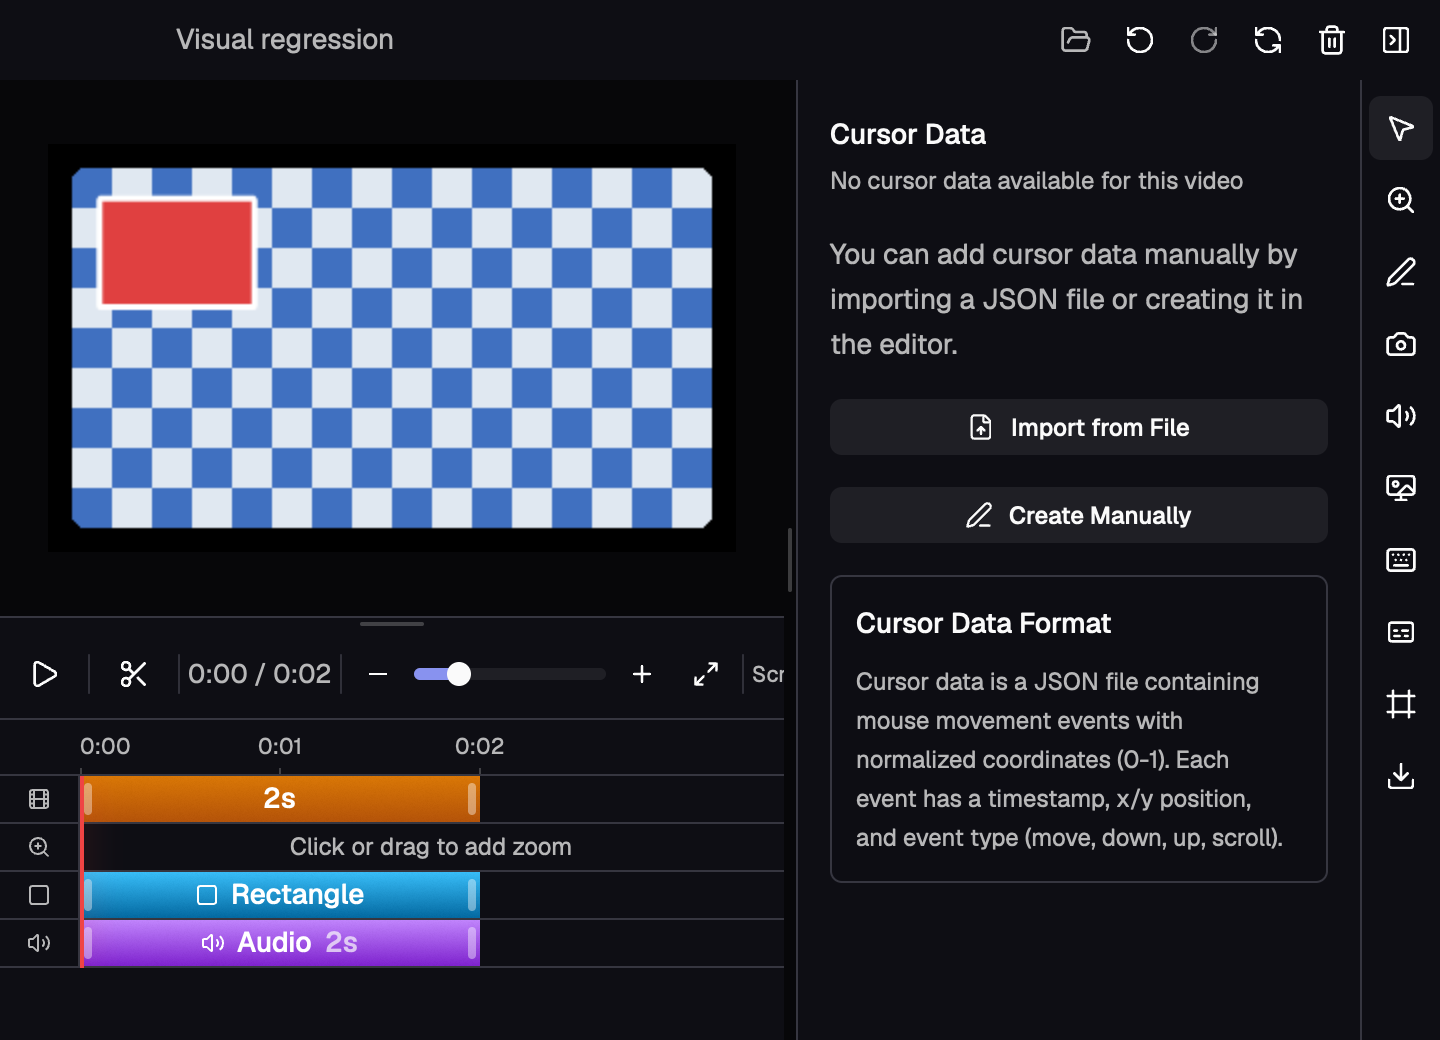 Visual regression
Cursor Data
No cursor data available for this video
You can add cursor data manually by
importing a JSON file or creating it in
the editor.
Import from File
Create Manually
Cursor Data Format
Cursor data is a JSON file containing
mouse movement events with
normalized coordinates (0-1). Each
event has a timestamp, x/y position,
and event type (move, down, up, scroll).
0:00 / 0:02
Scr
0:00 0:01 0:02
2s
Click or drag to add zoom
Rectangle
Audio 2s